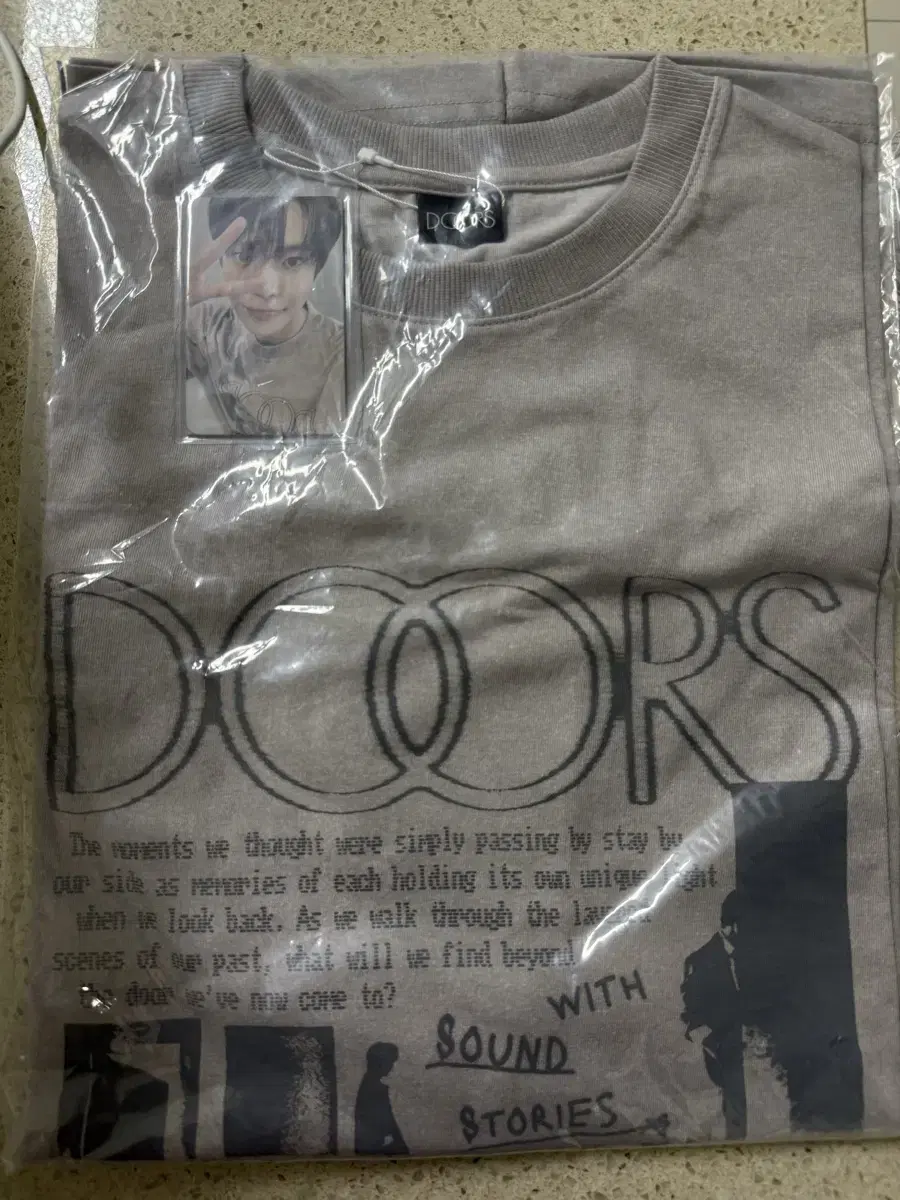 DOORS
DOORS
The moments we thought were simply passing by stay by
our side as memories of each holding its own unique light
when we look back. As we walk through the
scenes of our past, what will we find beyond
the door we've now come to?
WITH
SOUND
STORIES